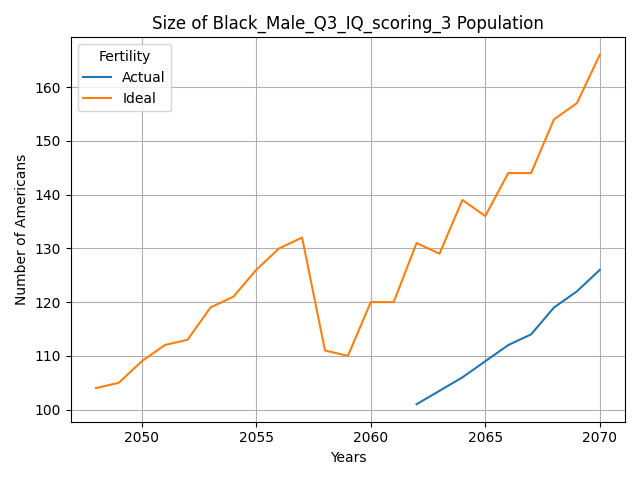 Size of Black_Male_Q3_IQ_scoring_3 Population
Fertility
Actual
Ideal
Number of Americans
160
150
140
130
120
110
100
2050 2055 2060 2065 2070
Years